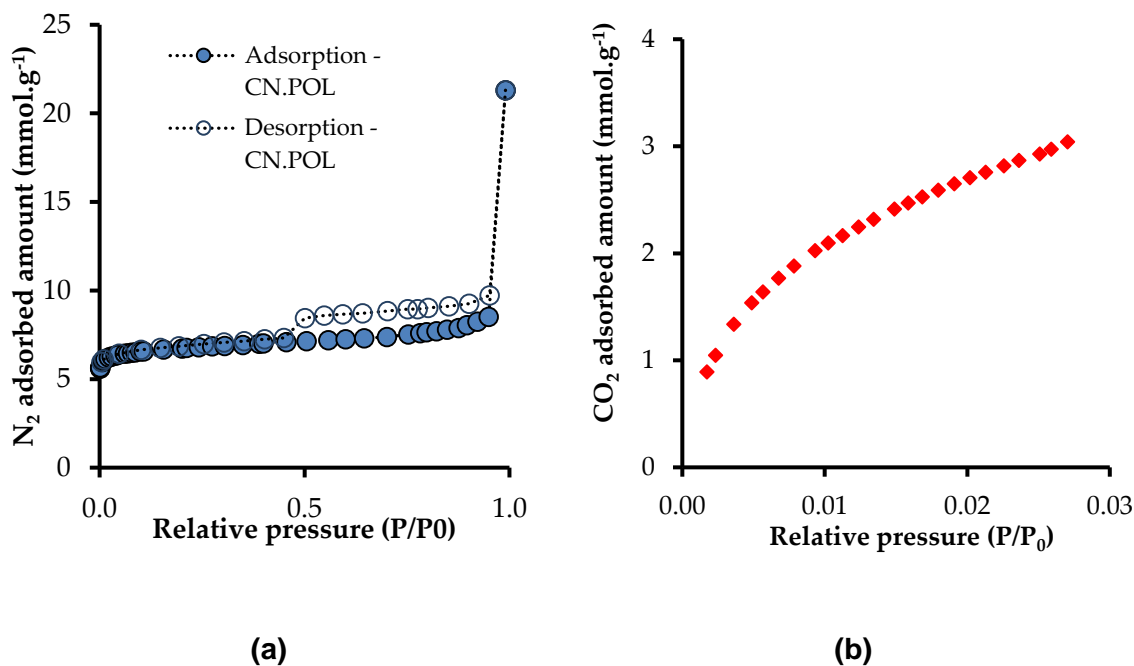 25
20
15
10
5
0
N₂ adsorbed amount (mmol.g⁻¹)
Adsorption -
CN.POL
Desorption -
CN.POL
0.0 0.5 1.0
Relative pressure (P/P0)
(a)
4
3
2
1
0
CO₂ adsorbed amount (mmol.g⁻¹)
0.00 0.01 0.02 0.03
Relative pressure (P/P₀)
(b)